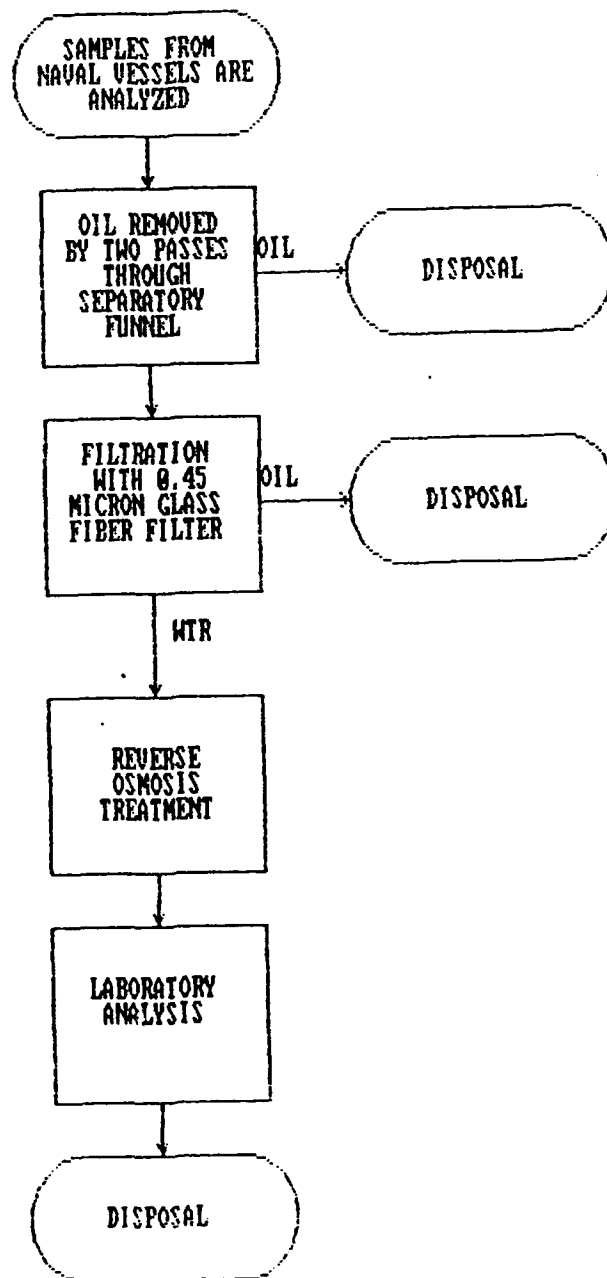 SAMPLES FROM
NAVAL VESSELS ARE
ANALYZED
OIL REMOVED
BY TWO PASSES
THROUGH
SEPARATORY
FUNNEL
OIL
DISPOSAL
FILTRATION
WITH 0.45
MICRON GLASS
FIBER FILTER
OIL
DISPOSAL
WTR
REVERSE
OSMOSIS
TREATMENT
LABORATORY
ANALYSIS
DISPOSAL